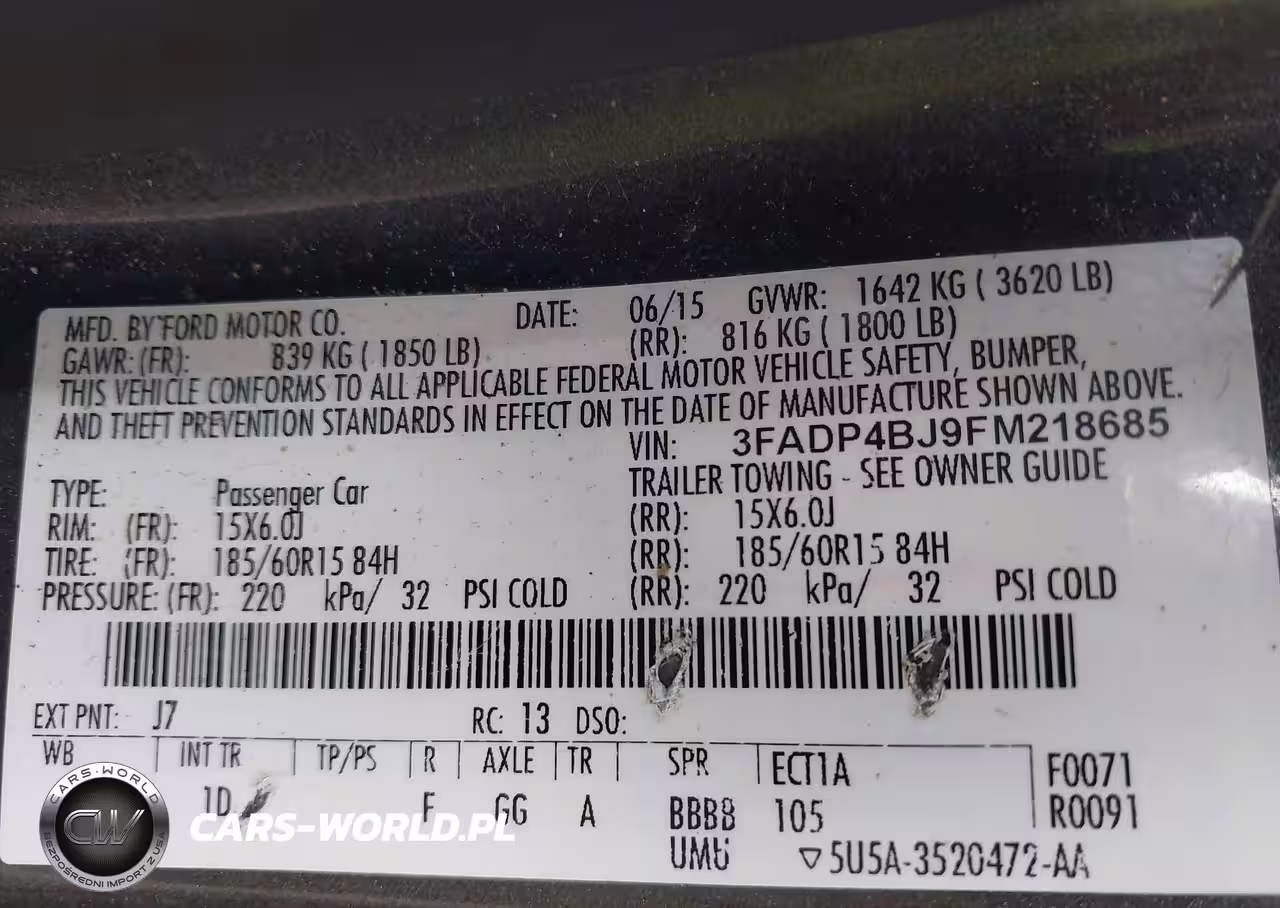 MFD. BY FORD MOTOR CO. DATE: 06/15 GVWR: 1642 KG ( 3620 LB)
GAWR: (FR): 839 KG ( 1850 LB) (RR): 816 KG ( 1800 LB)
THIS VEHICLE CONFORMS TO ALL APPLICABLE FEDERAL MOTOR VEHICLE SAFETY, BUMPER,
AND THEFT PREVENTION STANDARDS IN EFFECT ON THE DATE OF MANUFACTURE SHOWN ABOVE.
VIN: 3FADP4BJ9FM218685
TYPE: Passenger Car TRAILER TOWING - SEE OWNER GUIDE
RIM: (FR): 15X6.0J (RR): 15X6.0J
TIRE: (FR): 185/60R15 84H (RR): 185/60R15 84H
PRESSURE: (FR): 220 kPa/ 32 PSI COLD (RR): 220 kPa/ 32 PSI COLD
EXT PNT: J7 RC: 13 DSO:
WB INT TR TP/PS R AXLE TR SPR ECT1A F0071
1D F GG A BBB8 105 R0091
UM6 ▽5U5A-3520472-AA
CARS-WORLD
CW
BEZPOŚREDNI IMPORT Z USA
CARS-WORLD.PL